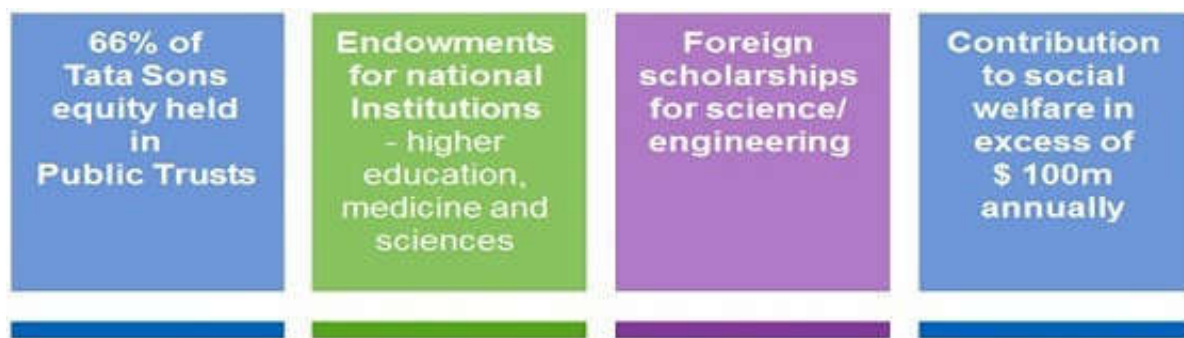 66% of
Tata Sons
equity held
in
Public Trusts
Endowments
for national
Institutions
- higher
education,
medicine and
sciences
Foreign
scholarships
for science/
engineering
Contribution
to social
welfare in
excess of
$ 100m
annually